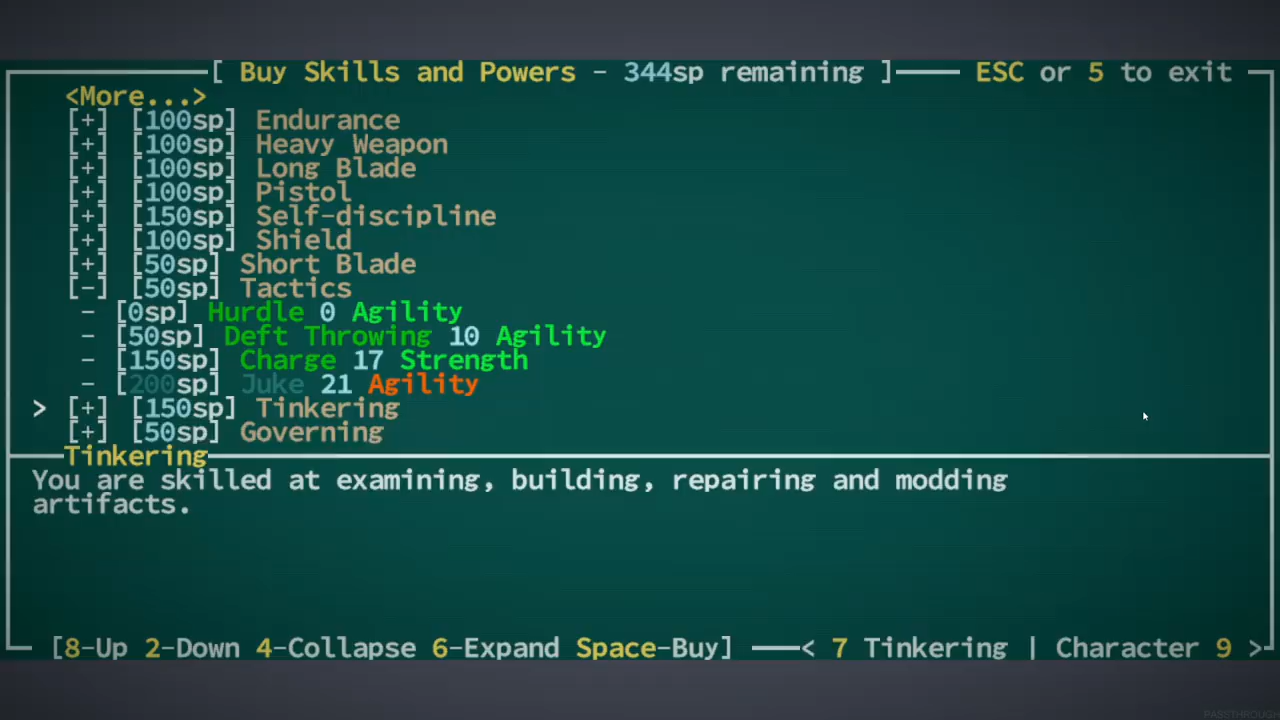 [ Buy Skills and Powers - 344sp remaining ] ESC or 5 to exit
<More...>
[+] [100sp] Endurance
[+] [100sp] Heavy Weapon
[+] [100sp] Long Blade
[+] [100sp] Pistol
[+] [150sp] Self-discipline
[+] [100sp] Shield
[+] [50sp] Short Blade
[-] [50sp] Tactics
- [0sp] Hurdle 0 Agility
- [50sp] Deft Throwing 10 Agility
- [150sp] Charge 17 Strength
- [200sp] Juke 21 Agility
> [+] [150sp] Tinkering
[+] [50sp] Governing
Tinkering
You are skilled at examining, building, repairing and modding
artifacts.
[8-Up 2-Down 4-Collapse 6-Expand Space-Buy] < 7 Tinkering | Character 9 >